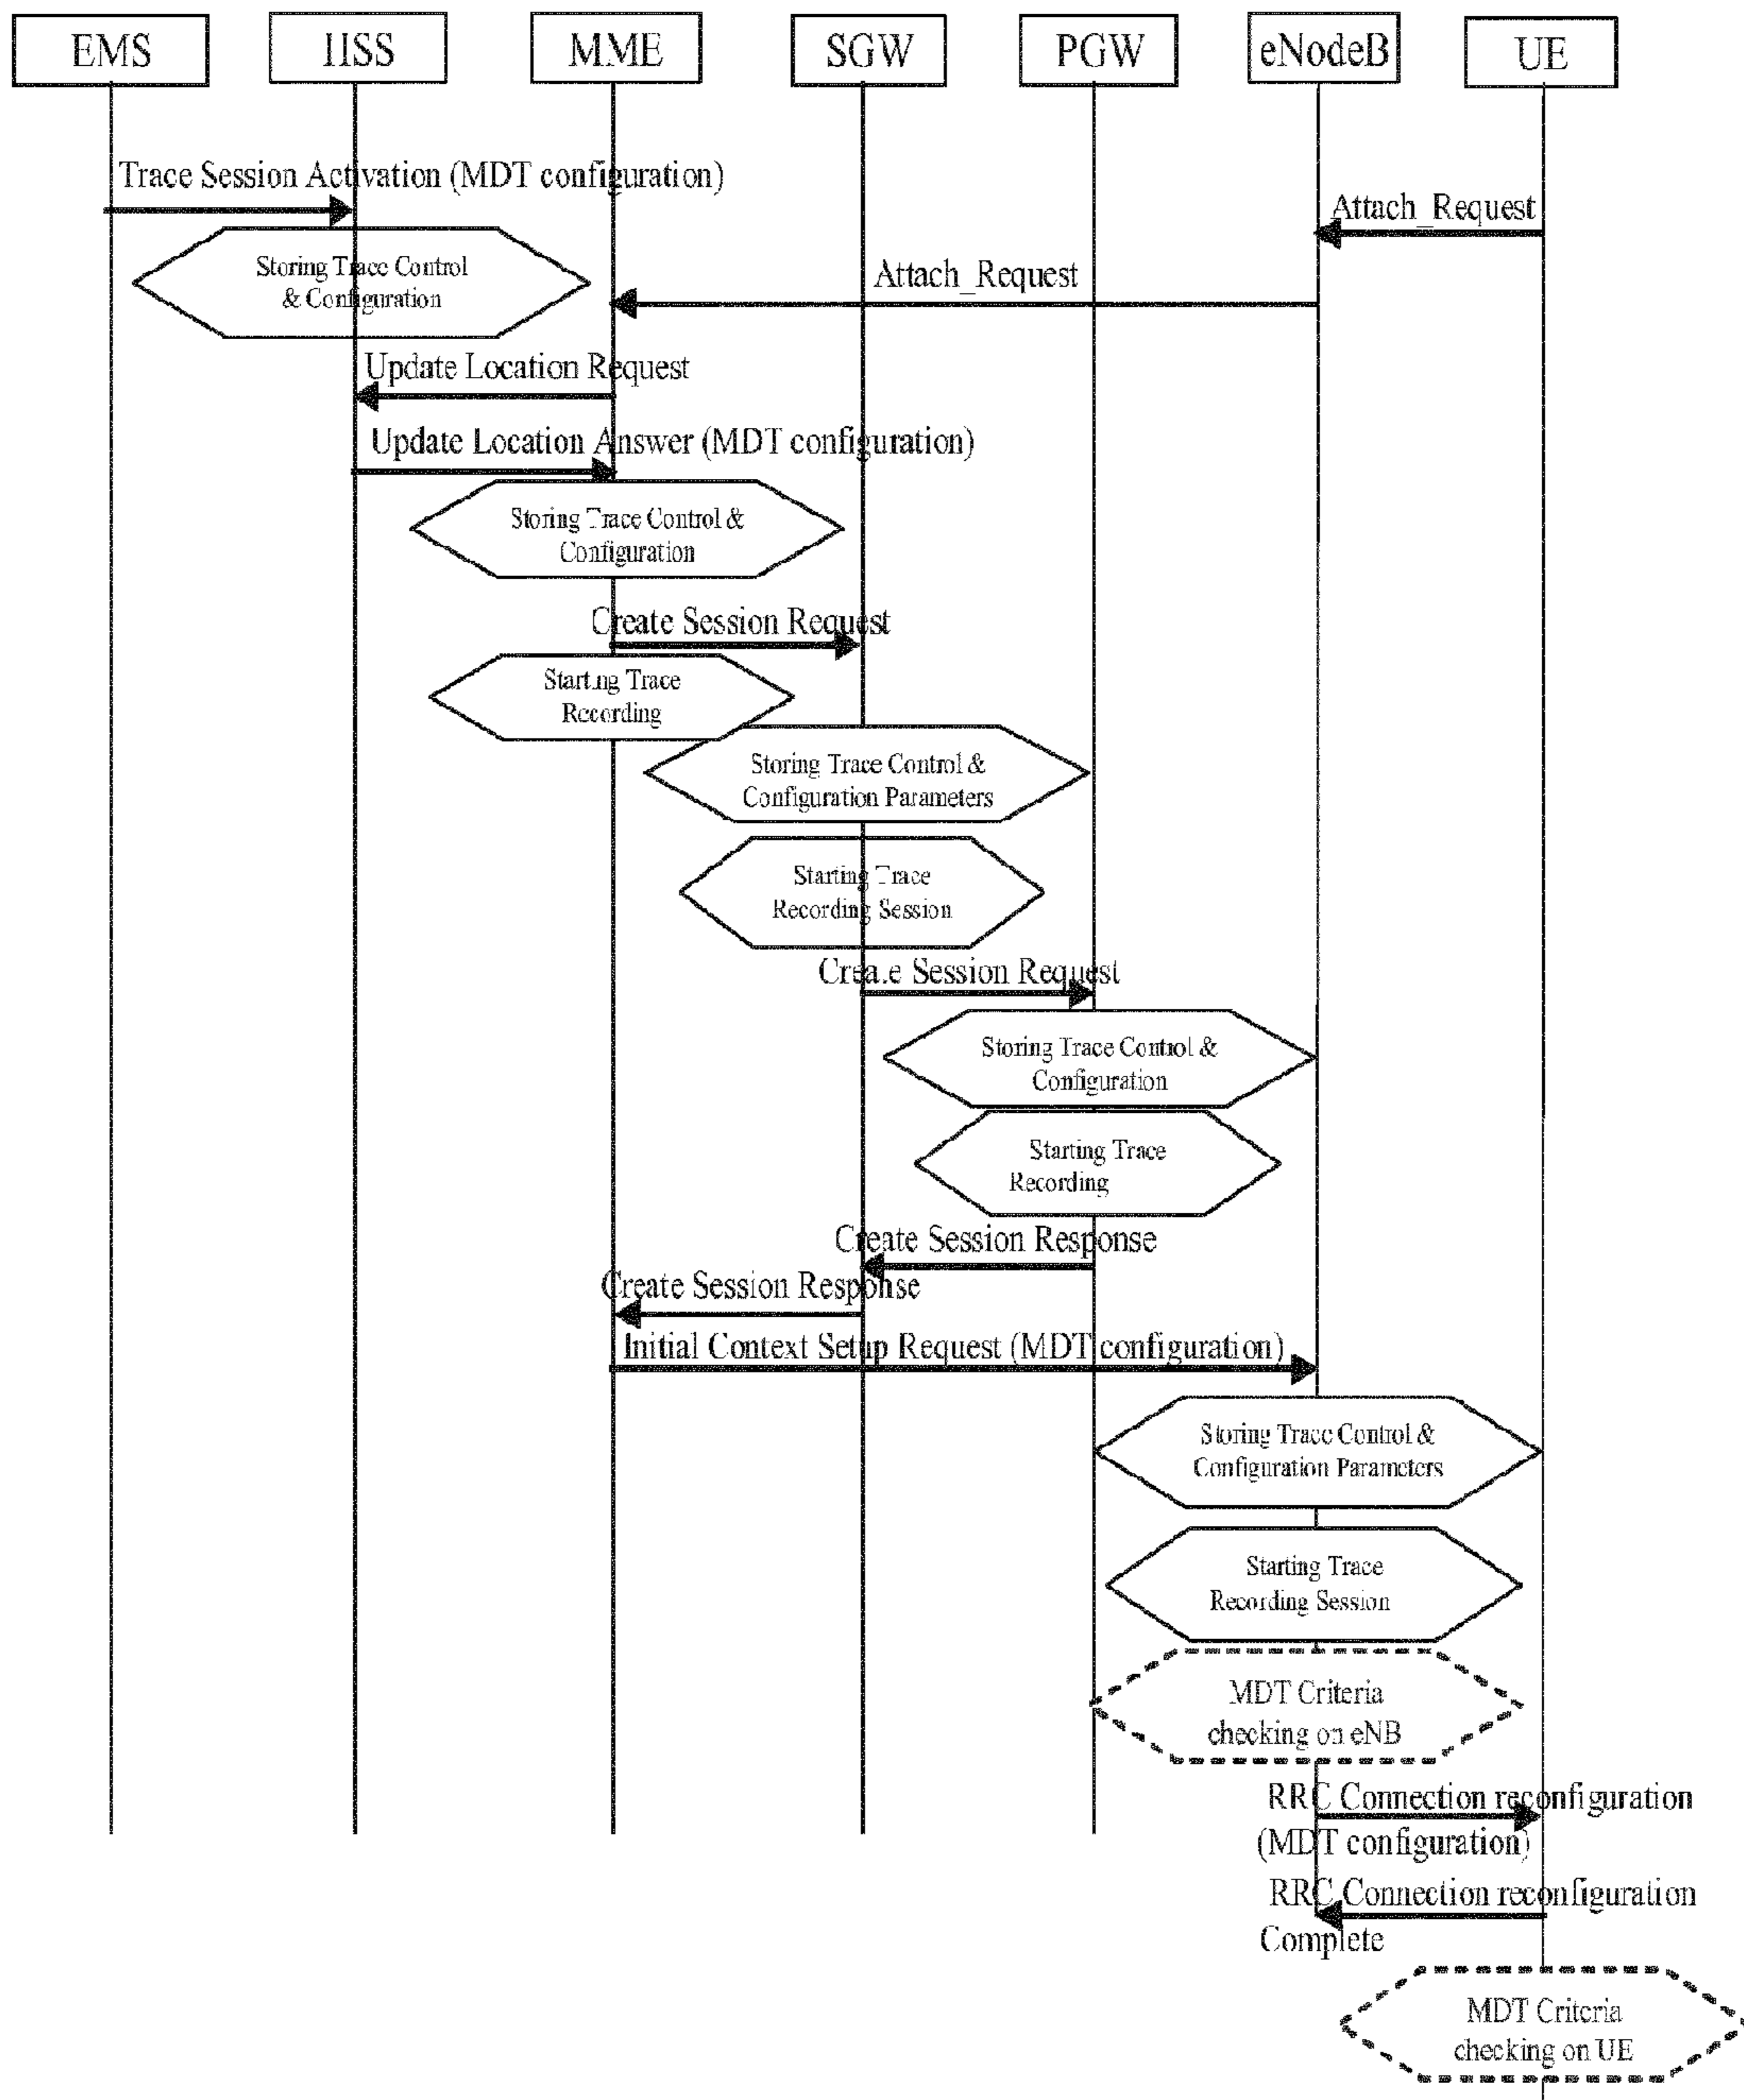 EMS
HSS
MME
SGW
PGW
eNodeB
UE
Trace Session Activation (MDT configuration)
Attach_Request
Storing Trace Control
& Configuration
Attach_Request
Update Location Request
Update Location Answer (MDT configuration)
Storing Trace Control &
Configuration
Create Session Request
Starting Trace
Recording
Storing Trace Control &
Configuration Parameters
Starting Trace
Recording Session
Create Session Request
Storing Trace Control &
Configuration
Starting Trace
Recording
Create Session Response
Create Session Response
Initial Context Setup Request (MDT configuration)
Storing Trace Control &
Configuration Parameters
Starting Trace
Recording Session
MDT Criteria
checking on eNB
RRC Connection reconfiguration
(MDT configuration)
RRC Connection reconfiguration
Complete
MDT Criteria
checking on UE